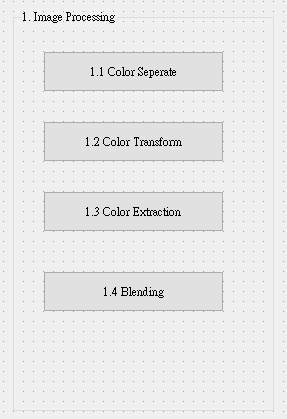 1. Image Processing
1.1 Color Seperate
1.2 Color Transform
1.3 Color Extraction
1.4 Blending